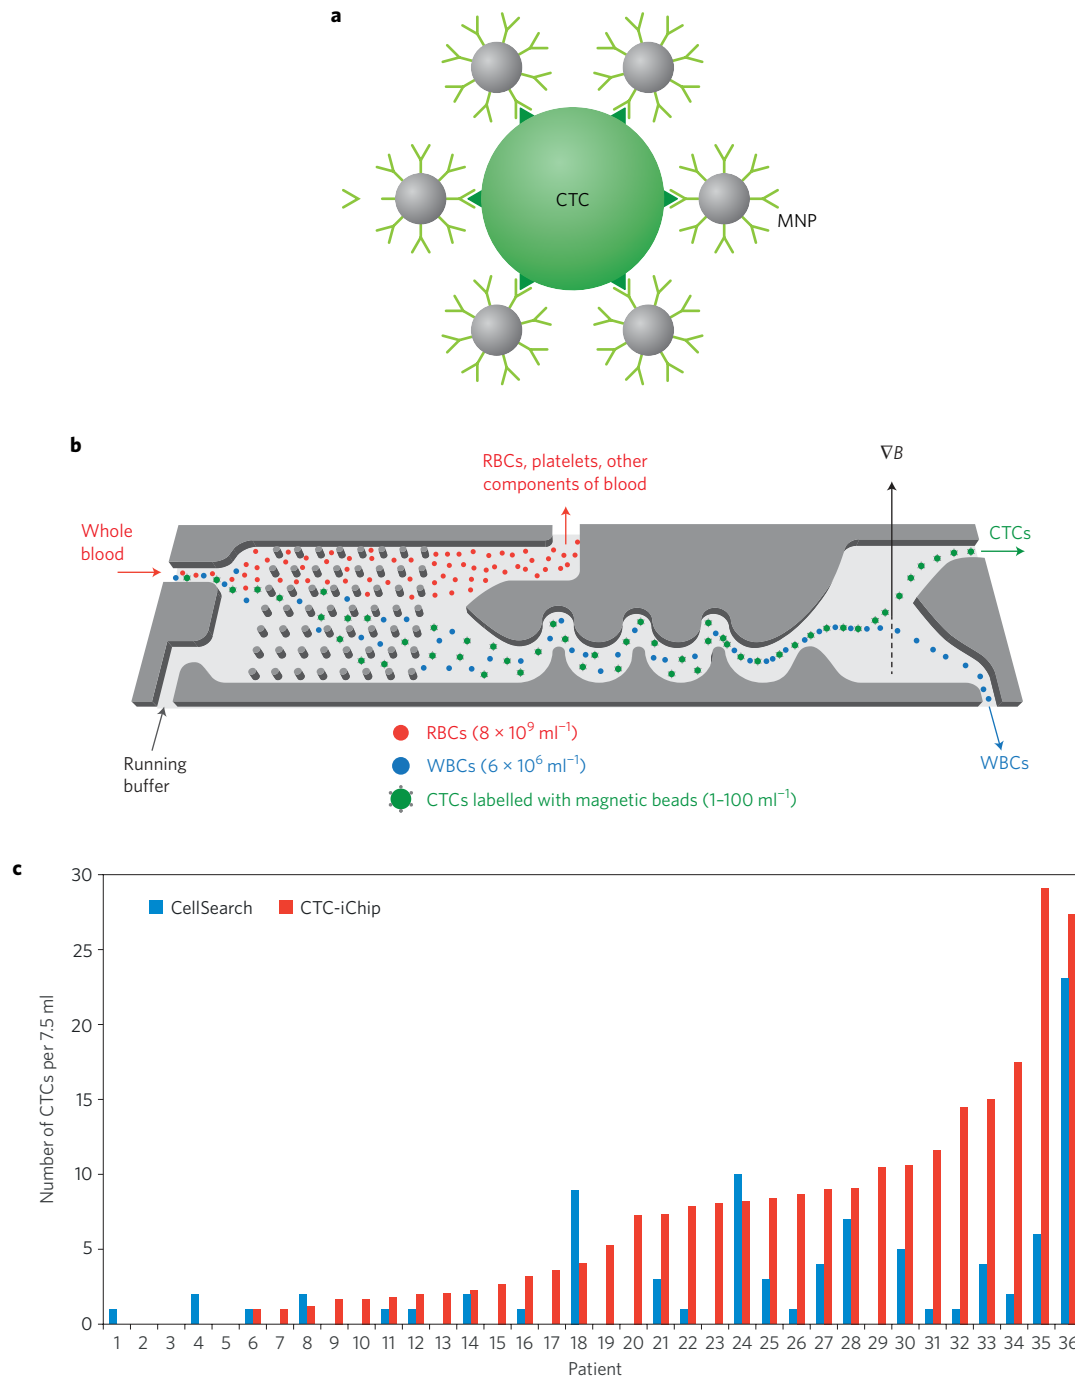 a
CTC
MNP
b
∇B
RBCs, platelets, other
components of blood
Whole
blood
CTCs
Running
buffer
WBCs
RBCs (8 × 10⁹ ml⁻¹)
WBCs (6 × 10⁶ ml⁻¹)
CTCs labelled with magnetic beads (1–100 ml⁻¹)
c
CellSearch
CTC-iChip
Number of CTCs per 7.5 ml
30
25
20
15
10
5
0
1 2 3 4 5 6 7 8 9 10 11 12 13 14 15 16 17 18 19 20 21 22 23 24 25 26 27 28 29 30 31 32 33 34 35 36
Patient